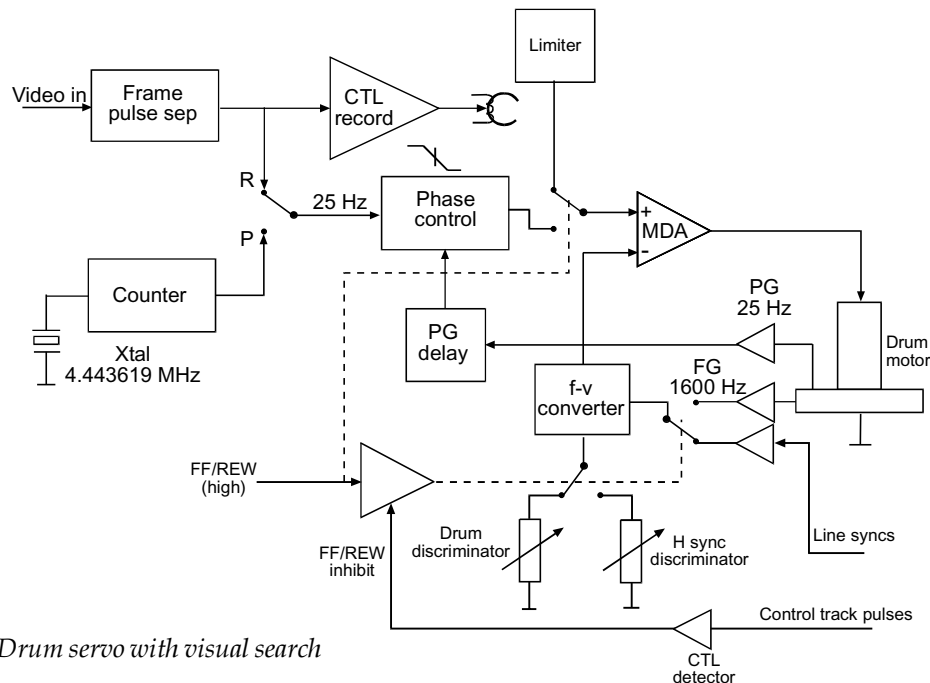 Limiter
Video in
Frame
pulse sep
CTL
record
R
25 Hz
Phase
control
+
MDA
-
P
Counter
PG
25 Hz
PG
delay
Drum
motor
Xtal
4.443619 MHz
FG
1600 Hz
f-v
converter
FF/REW
(high)
Drum
discriminator
H sync
discriminator
Line syncs
FF/REW
inhibit
Control track pulses
Drum servo with visual search
CTL
detector